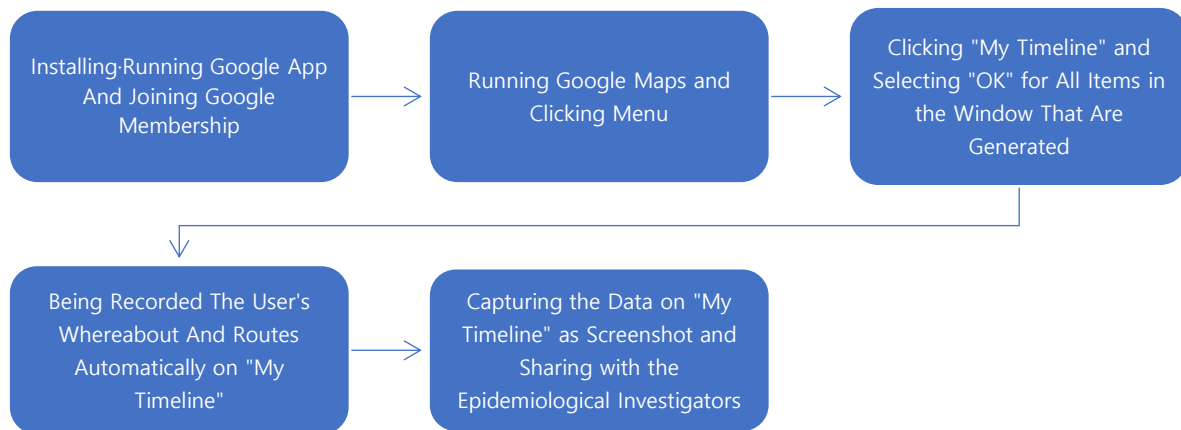 Installing·Running Google App
And Joining Google
Membership
Running Google Maps and
Clicking Menu
Clicking "My Timeline" and
Selecting "OK" for All Items in
the Window That Are
Generated
Being Recorded The User's
Whereabout And Routes
Automatically on "My
Timeline"
Capturing the Data on "My
Timeline" as Screenshot and
Sharing with the
Epidemiological Investigators